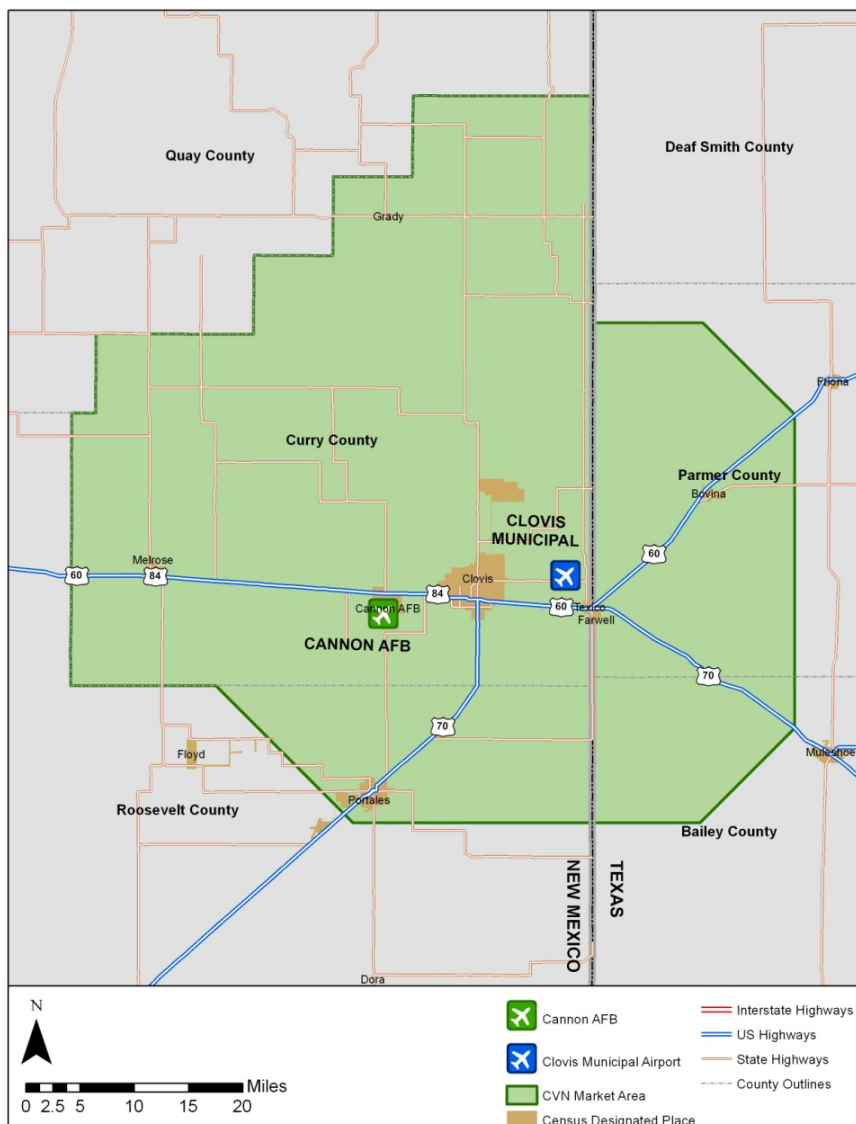 Quay County
Deaf Smith County
Grady
Friona
Curry County
Parmer County
Bovina
CLOVIS
MUNICIPAL
60
Melrose
60
84
84
Clovis
60
Cannon AFB
Texico
Farwell
CANNON AFB
70
70
Floyd
Muleshoe
Portales
Roosevelt County
Bailey County
NEW MEXICO
TEXAS
Dora
N
Miles
0 2.5 5 10 15 20
Cannon AFB
Clovis Municipal Airport
CVN Market Area
Census Designated Place
Interstate Highways
US Highways
State Highways
County Outlines